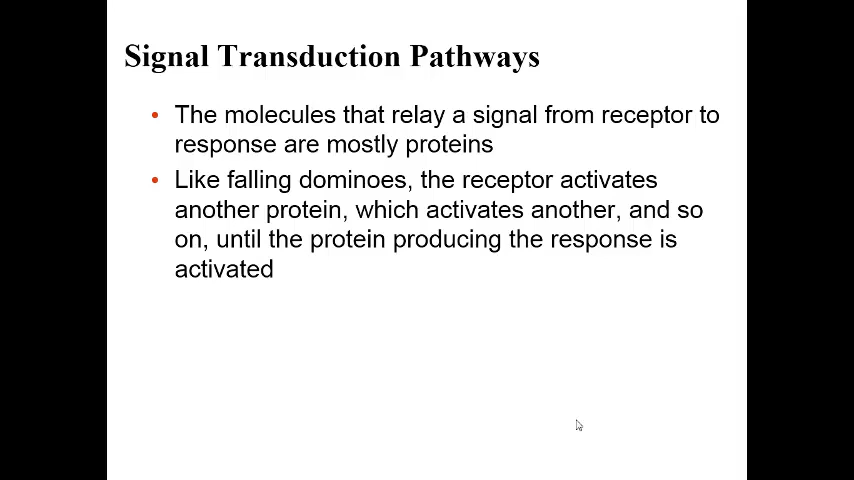 Signal Transduction Pathways
• The molecules that relay a signal from receptor to
response are mostly proteins
• Like falling dominoes, the receptor activates
another protein, which activates another, and so
on, until the protein producing the response is
activated